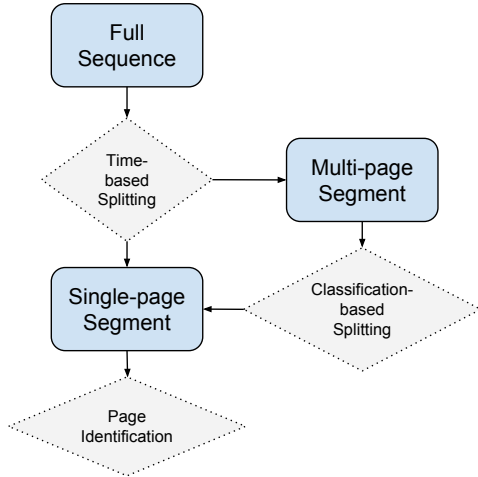 Full
Sequence
Time-
based
Splitting
Multi-page
Segment
Single-page
Segment
Classification-
based
Splitting
Page
Identification